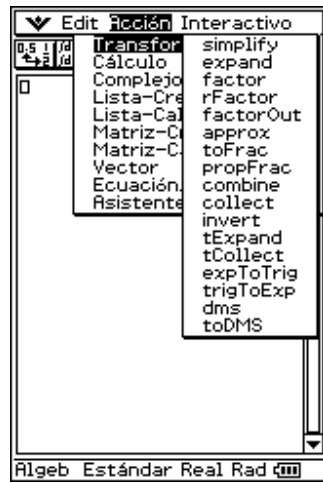 Edit Acción Interactivo
Transfor
Cálculo
Complejo
Lista-Cre
Lista-Cal
Matriz-C
Matriz-C
Vector
Ecuación
Asistente
simplify
expand
factor
rFactor
factorOut
approx
toFrac
propFrac
combine
collect
invert
tExpand
tCollect
expToTrig
trigToExp
dms
toDMS
Algeb Estándar Real Rad